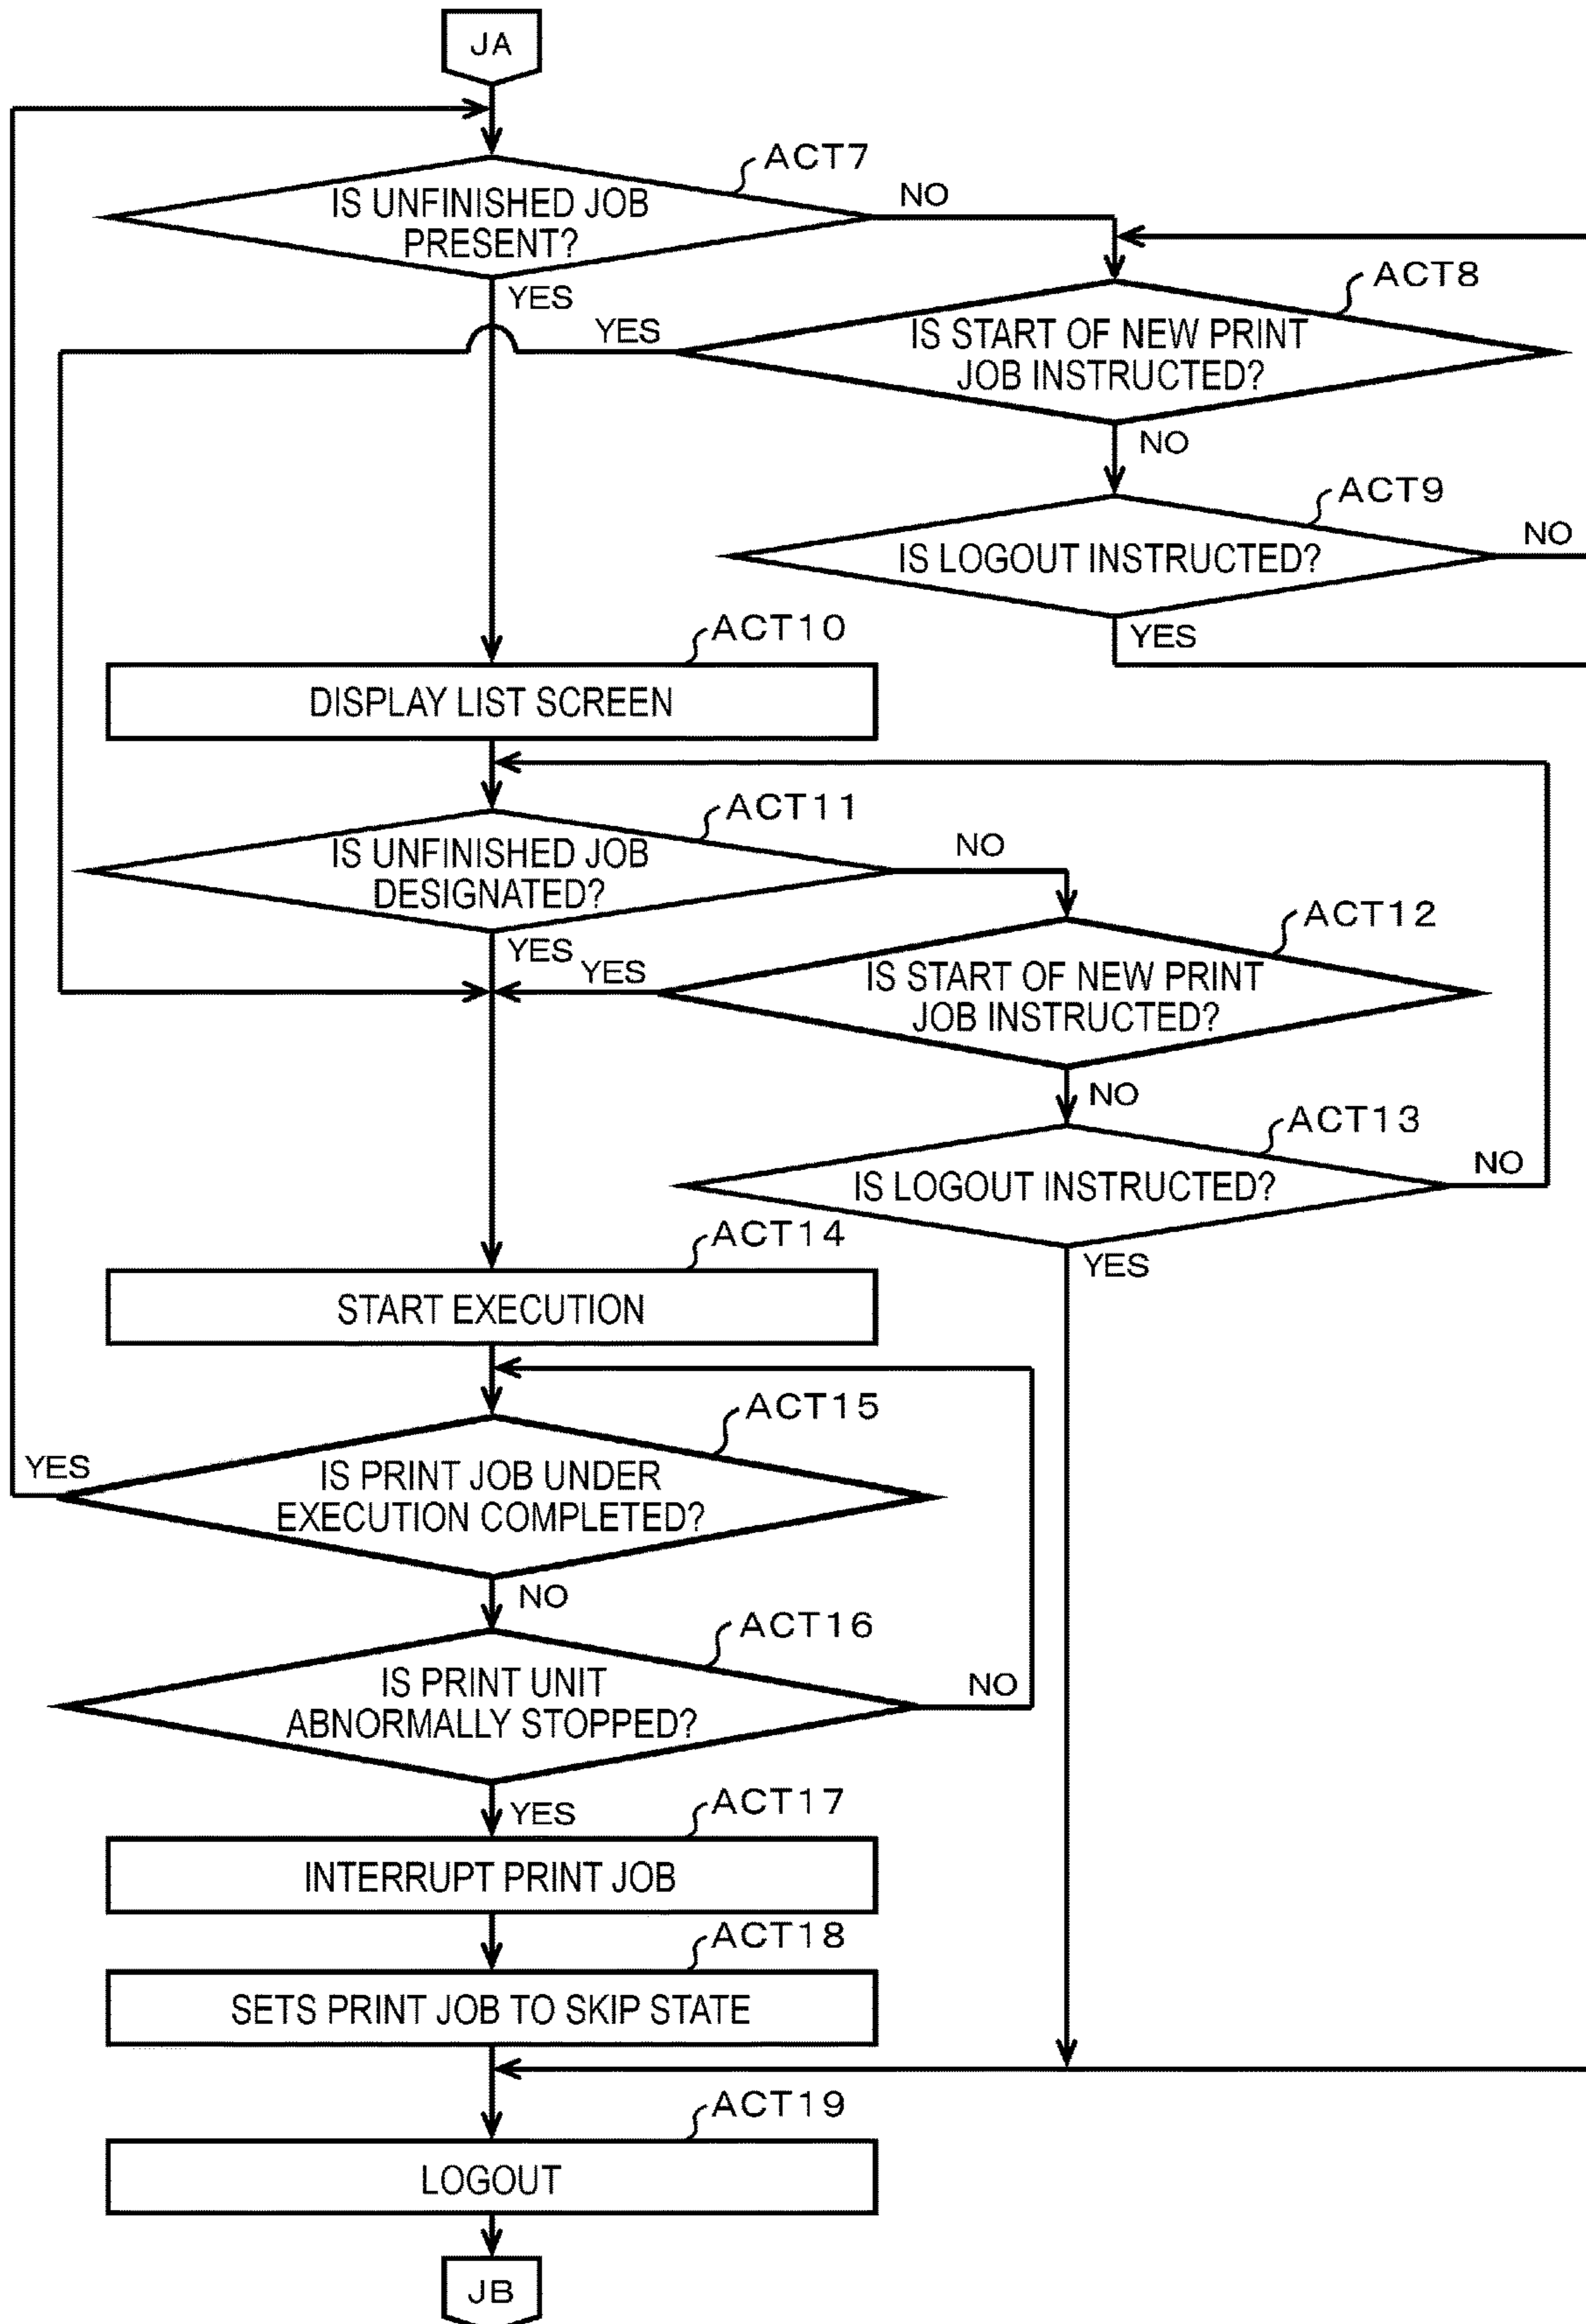 JA
ACT7
IS UNFINISHED JOB
PRESENT?
NO
YES
ACT8
IS START OF NEW PRINT
JOB INSTRUCTED?
YES
NO
ACT9
IS LOGOUT INSTRUCTED?
NO
YES
ACT10
DISPLAY LIST SCREEN
ACT11
IS UNFINISHED JOB
DESIGNATED?
NO
YES
ACT12
IS START OF NEW PRINT
JOB INSTRUCTED?
YES
NO
ACT13
IS LOGOUT INSTRUCTED?
NO
YES
ACT14
START EXECUTION
ACT15
IS PRINT JOB UNDER
EXECUTION COMPLETED?
YES
NO
ACT16
IS PRINT UNIT
ABNORMALLY STOPPED?
NO
YES
ACT17
INTERRUPT PRINT JOB
ACT18
SETS PRINT JOB TO SKIP STATE
ACT19
LOGOUT
JB